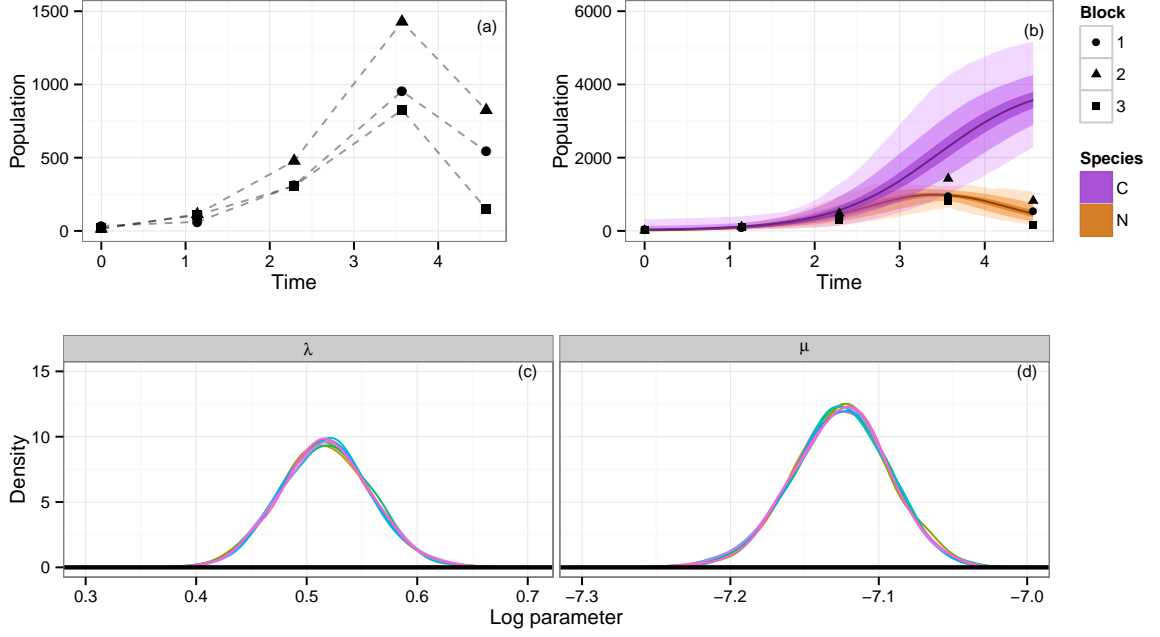 1500
1000
500
0
Population
(a)
0
1
2
3
4
Time
6000
4000
2000
0
Population
(b)
0
1
2
3
4
Time
Block
1
2
3
Species
C
N
λ
μ
15
10
5
0
Density
(c)
(d)
0.3
0.4
0.5
0.6
0.7
−7.3
−7.2
−7.1
−7.0
Log parameter